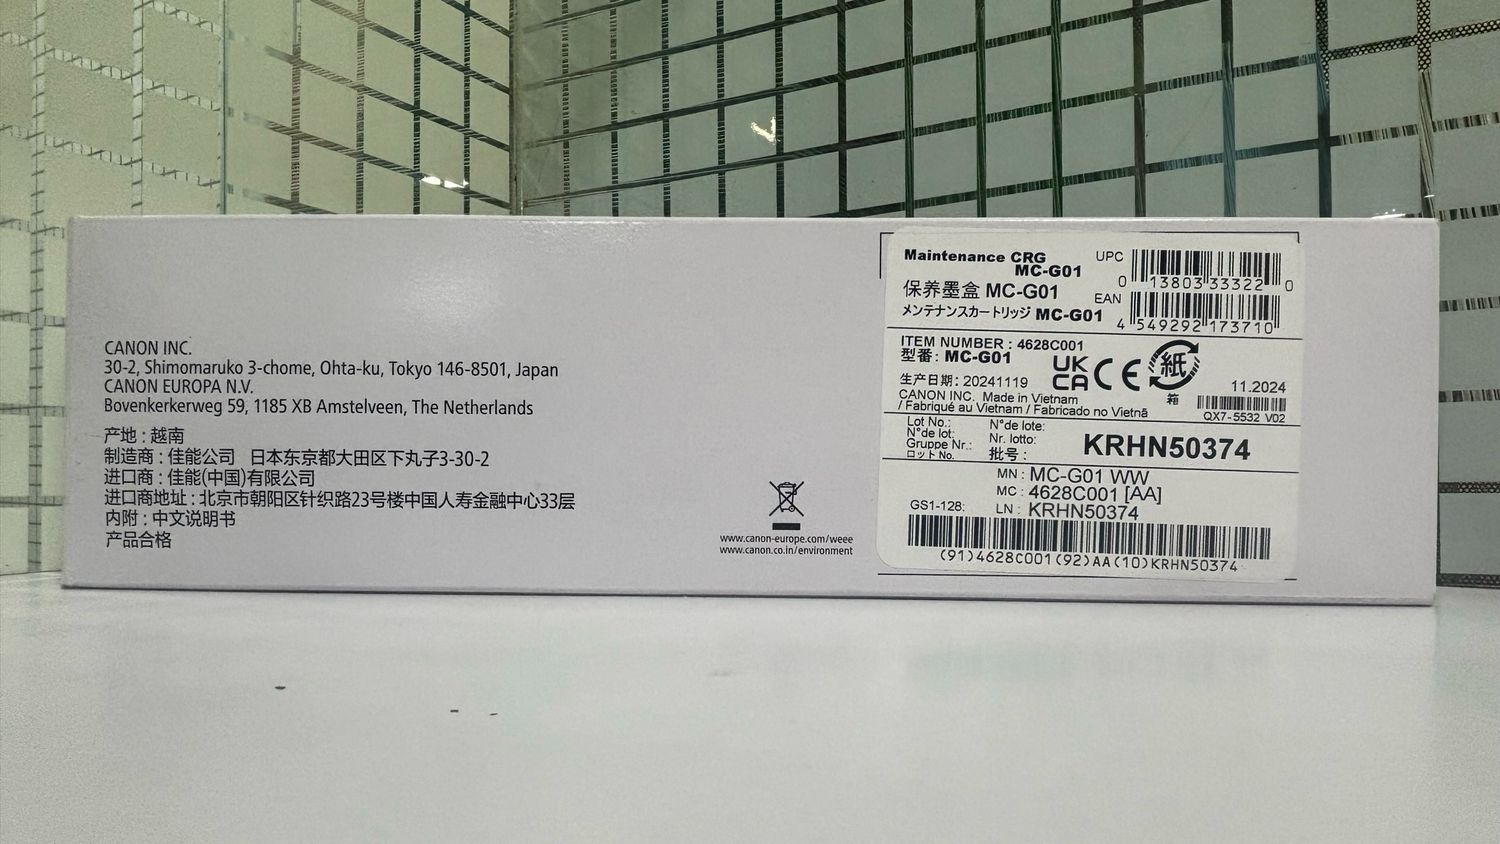 CANON INC.
30-2, Shimomaruko 3-chome, Ohta-ku, Tokyo 146-8501, Japan
CANON EUROPA N.V.
Bovenkerkerweg 59, 1185 XB Amstelveen, The Netherlands
产地 : 越南
制造商 : 佳能公司 日本东京都大田区下丸子3-30-2
进口商 : 佳能(中国)有限公司
进口商地址 : 北京市朝阳区针织路23号楼中国人寿金融中心33层
内附 : 中文说明书
产品合格
www.canon-europe.com/weee
www.canon.co.in/environment
Maintenance CRG
MC-G01
保养墨盒 MC-G01
メンテナンスカートリッジ MC-G01
UPC
0 13803 33322 0
EAN
4 549292 173710
ITEM NUMBER : 4628C001
型番: MC-G01
生产日期: 20241119
CANON INC. Made in Vietnam
/ Fabriqué au Vietnam / Fabricado no Vietnã
UK
CA
CE
紙
箱
11.2024
QX7-5532 V02
Lot No.: N°de lote:
N°de lot: Nr. lotto:
Gruppe Nr.: 批号 :
ロット No.
KRHN50374
MN : MC-G01 WW
MC : 4628C001 [AA]
GS1-128: LN : KRHN50374
(91)4628C001(92)AA(10)KRHN50374